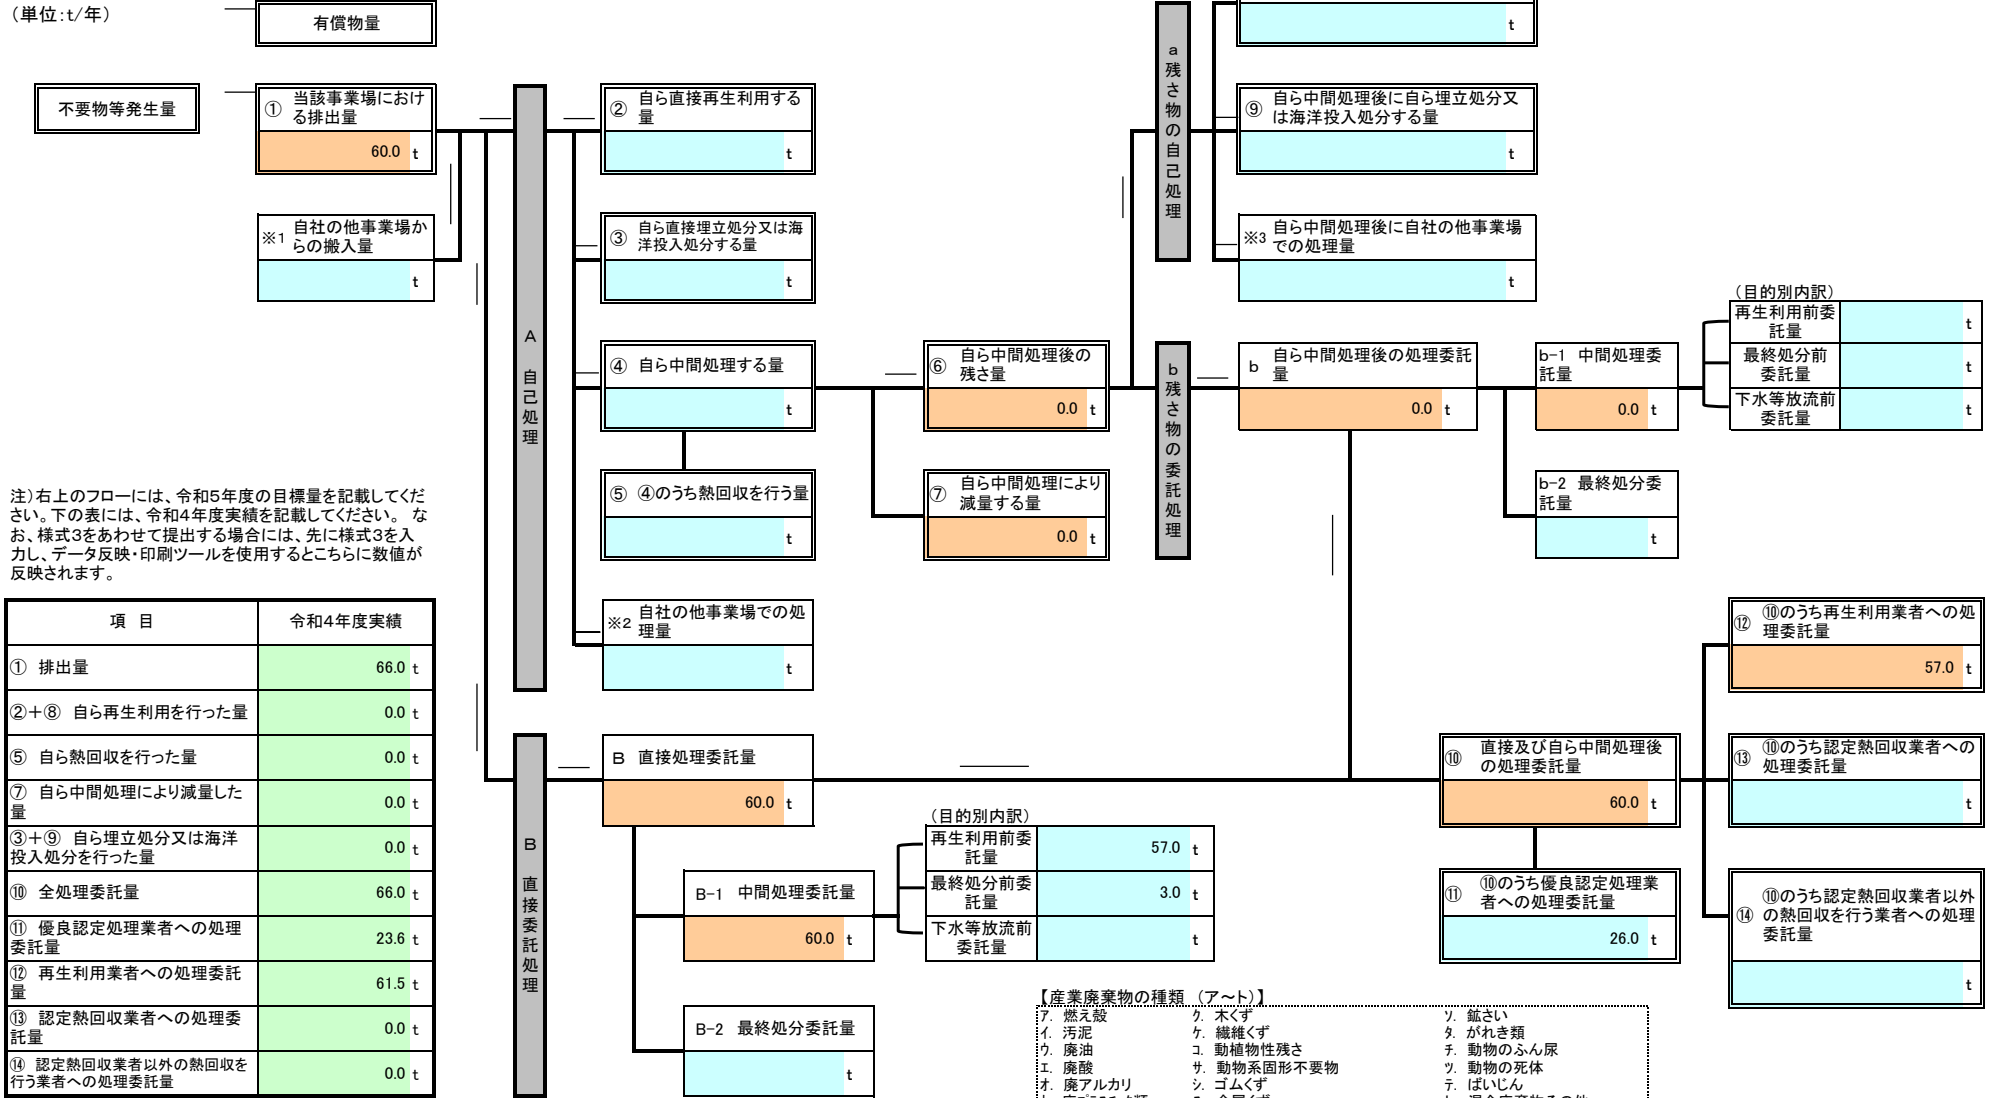 （単位:t/年）
有償物量
不要物等発生量
① 当該事業場におけ
る排出量
60.0 t
※1 自社の他事業場か
らの搬入量
t
A 自己処理
② 自ら直接再生利用する
量
t
③ 自ら直接埋立処分又は海
洋投入処分する量
t
④ 自ら中間処理する量
t
⑤ ④のうち熱回収を行う量
t
※2 自社の他事業場での処
理量
t
⑥ 自ら中間処理後の
残さ量
0.0 t
⑦ 自ら中間処理により
減量する量
0.0 t
a 残さ物の自己処理
t
⑨ 自ら中間処理後に自ら埋立処分又
は海洋投入処分する量
t
※3 自ら中間処理後に自社の他事業場
での処理量
t
b 残さ物の委託処理
b 自ら中間処理後の処理委託
量
0.0 t
b-1 中間処理委
託量
0.0 t
b-2 最終処分委
託量
t
（目的別内訳）
再生利用前委
託量
t
最終処分前
委託量
t
下水等放流前
委託量
t
注）右上のフローには、令和５年度の目標量を記載してくだ
さい。下の表には、令和４年度実績を記載してください。 な
お、様式３をあわせて提出する場合には、先に様式３を入
力し、データ反映・印刷ツールを使用するとこちらに数値が
反映されます。
項 目 令和４年度実績
① 排出量 66.0 t
②＋⑧ 自ら再生利用を行った量 0.0 t
⑤ 自ら熱回収を行った量 0.0 t
⑦ 自ら中間処理により減量した
量 0.0 t
③＋⑨ 自ら埋立処分又は海洋
投入処分を行った量 0.0 t
⑩ 全処理委託量 66.0 t
⑪ 優良認定処理業者への処理
委託量 23.6 t
⑫ 再生利用業者への処理委託
量 61.5 t
⑬ 認定熱回収業者への処理委
託量 0.0 t
⑭ 認定熱回収業者以外の熱回収を
行う業者への処理委託量 0.0 t
B 直接委託処理
B 直接処理委託量
60.0 t
B-1 中間処理委託量
60.0 t
B-2 最終処分委託量
t
（目的別内訳）
再生利用前委
託量
57.0 t
最終処分前委
託量
3.0 t
下水等放流前
委託量
t
⑩ 直接及び自ら中間処理後
の処理委託量
60.0 t
⑪ ⑩のうち優良認定処理業
者への処理委託量
26.0 t
⑫ ⑩のうち再生利用業者への処
理委託量
57.0 t
⑬ ⑩のうち認定熱回収業者への
処理委託量
t
⑭ ⑩のうち認定熱回収業者以外
の熱回収を行う業者への処理
委託量
t
【産業廃棄物の種類 （ア～ト）】
ア. 燃え殻 ク. 木くず ソ. 鉱さい
イ. 汚泥 ケ. 繊維くず タ. がれき類
ウ. 廃油 コ. 動植物性残さ チ. 動物のふん尿
エ. 廃酸 サ. 動物系固形不要物 ツ. 動物の死体
オ. 廃アルカリ シ. ゴムくず テ. ばいじん